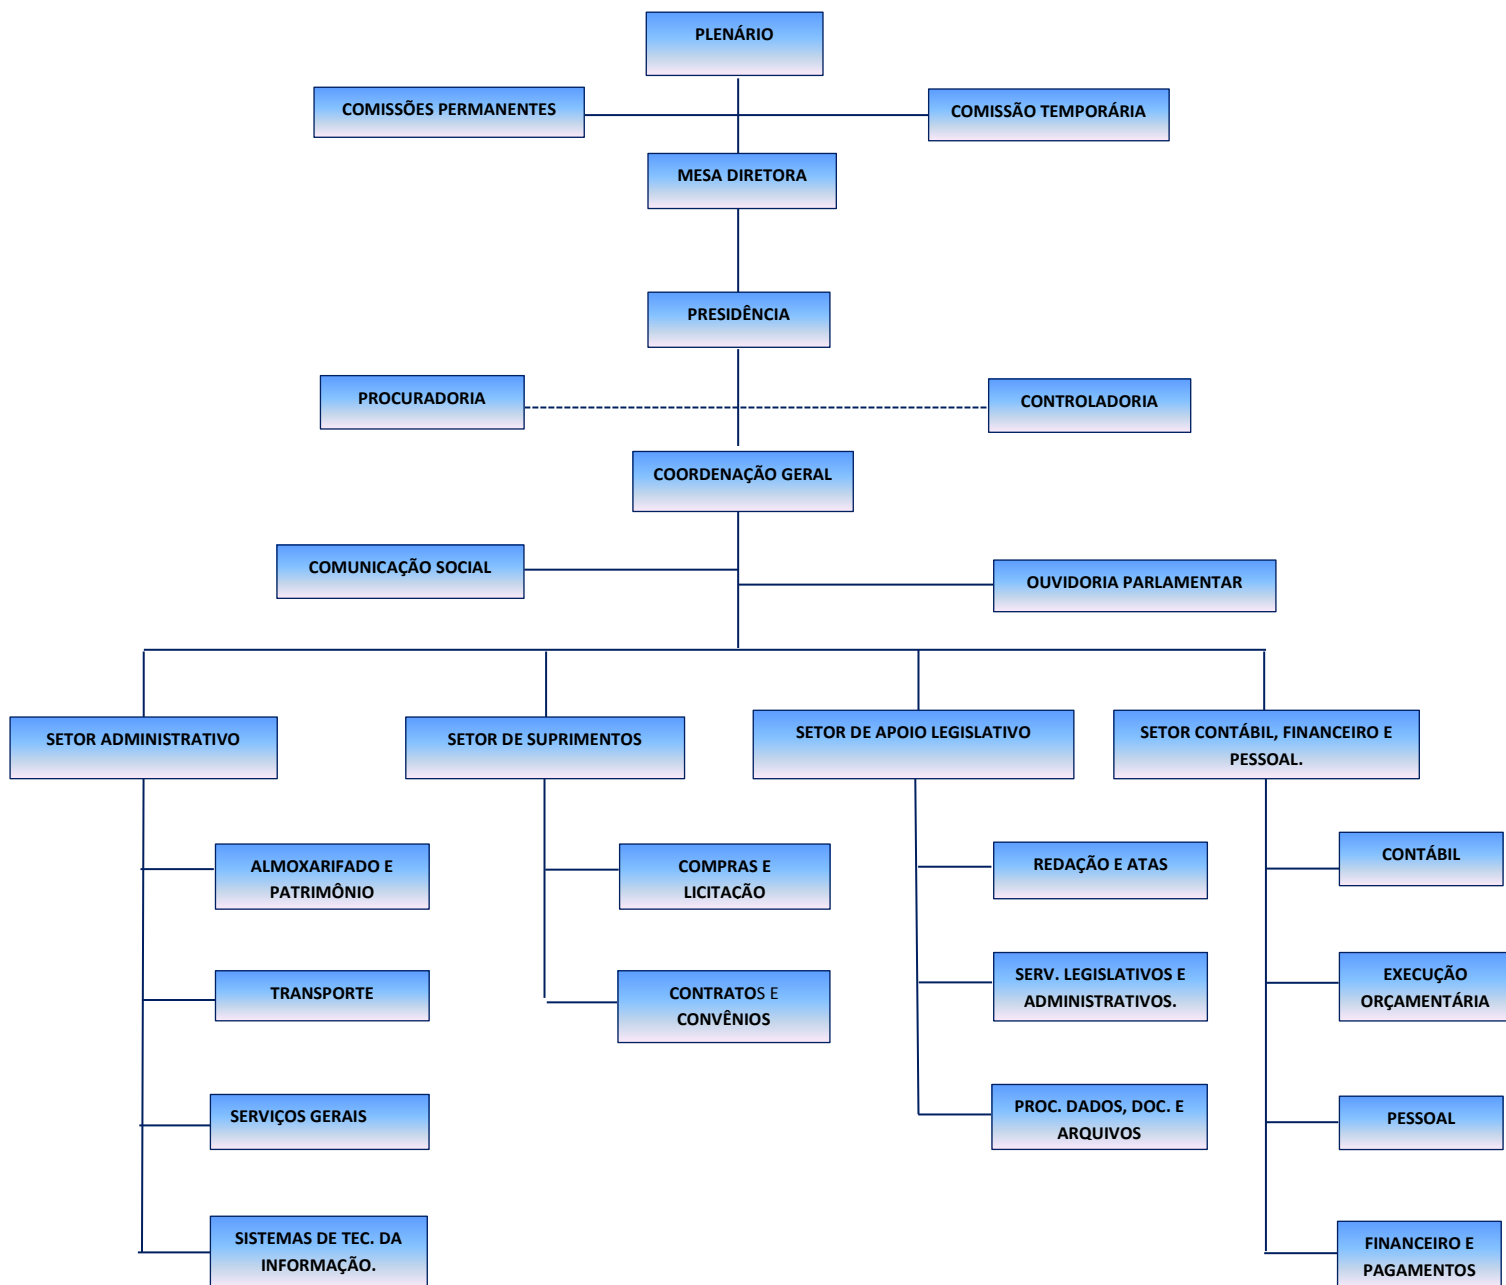 PLENÁRIO
COMISSÕES PERMANENTES
COMISSÃO TEMPORÁRIA
MESA DIRETORA
PRESIDÊNCIA
PROCURADORIA
CONTROLADORIA
COORDENAÇÃO GERAL
COMUNICAÇÃO SOCIAL
OUVIDORIA PARLAMENTAR
SETOR ADMINISTRATIVO
SETOR DE SUPRIMENTOS
SETOR DE APOIO LEGISLATIVO
SETOR CONTÁBIL, FINANCEIRO E
PESSOAL.
ALMOXARIFADO E
PATRIMÔNIO
COMPRAS E
LICITAÇÃO
REDAÇÃO E ATAS
CONTÁBIL
TRANSPORTE
CONTRATOS E
CONVÊNIOS
SERV. LEGISLATIVOS E
ADMINISTRATIVOS.
EXECUÇÃO
ORÇAMENTÁRIA
SERVIÇOS GERAIS
PROC. DADOS, DOC. E
ARQUIVOS
PESSOAL
SISTEMAS DE TEC. DA
INFORMAÇÃO.
FINANCEIRO E
PAGAMENTOS